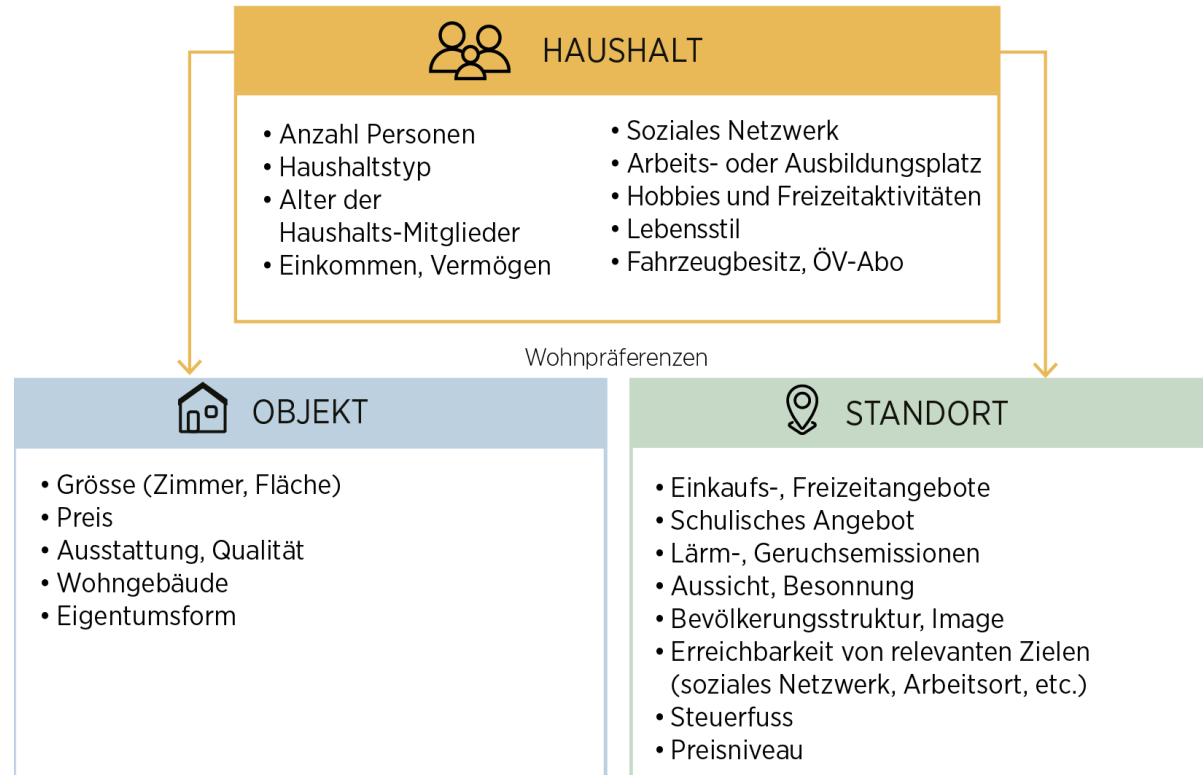 HAUSHALT
• Anzahl Personen
• Haushaltstyp
• Alter der
Haushalts-Mitglieder
• Einkommen, Vermögen
• Soziales Netzwerk
• Arbeits- oder Ausbildungsplatz
• Hobbies und Freizeitaktivitäten
• Lebensstil
• Fahrzeugbesitz, ÖV-Abo
Wohnpräferenzen
OBJEKT
• Grösse (Zimmer, Fläche)
• Preis
• Ausstattung, Qualität
• Wohngebäude
• Eigentumsform
STANDORT
• Einkaufs-, Freizeitangebote
• Schulisches Angebot
• Lärm-, Geruchsemissionen
• Aussicht, Besonnung
• Bevölkerungsstruktur, Image
• Erreichbarkeit von relevanten Zielen
(soziales Netzwerk, Arbeitsort, etc.)
• Steuerfuss
• Preisniveau